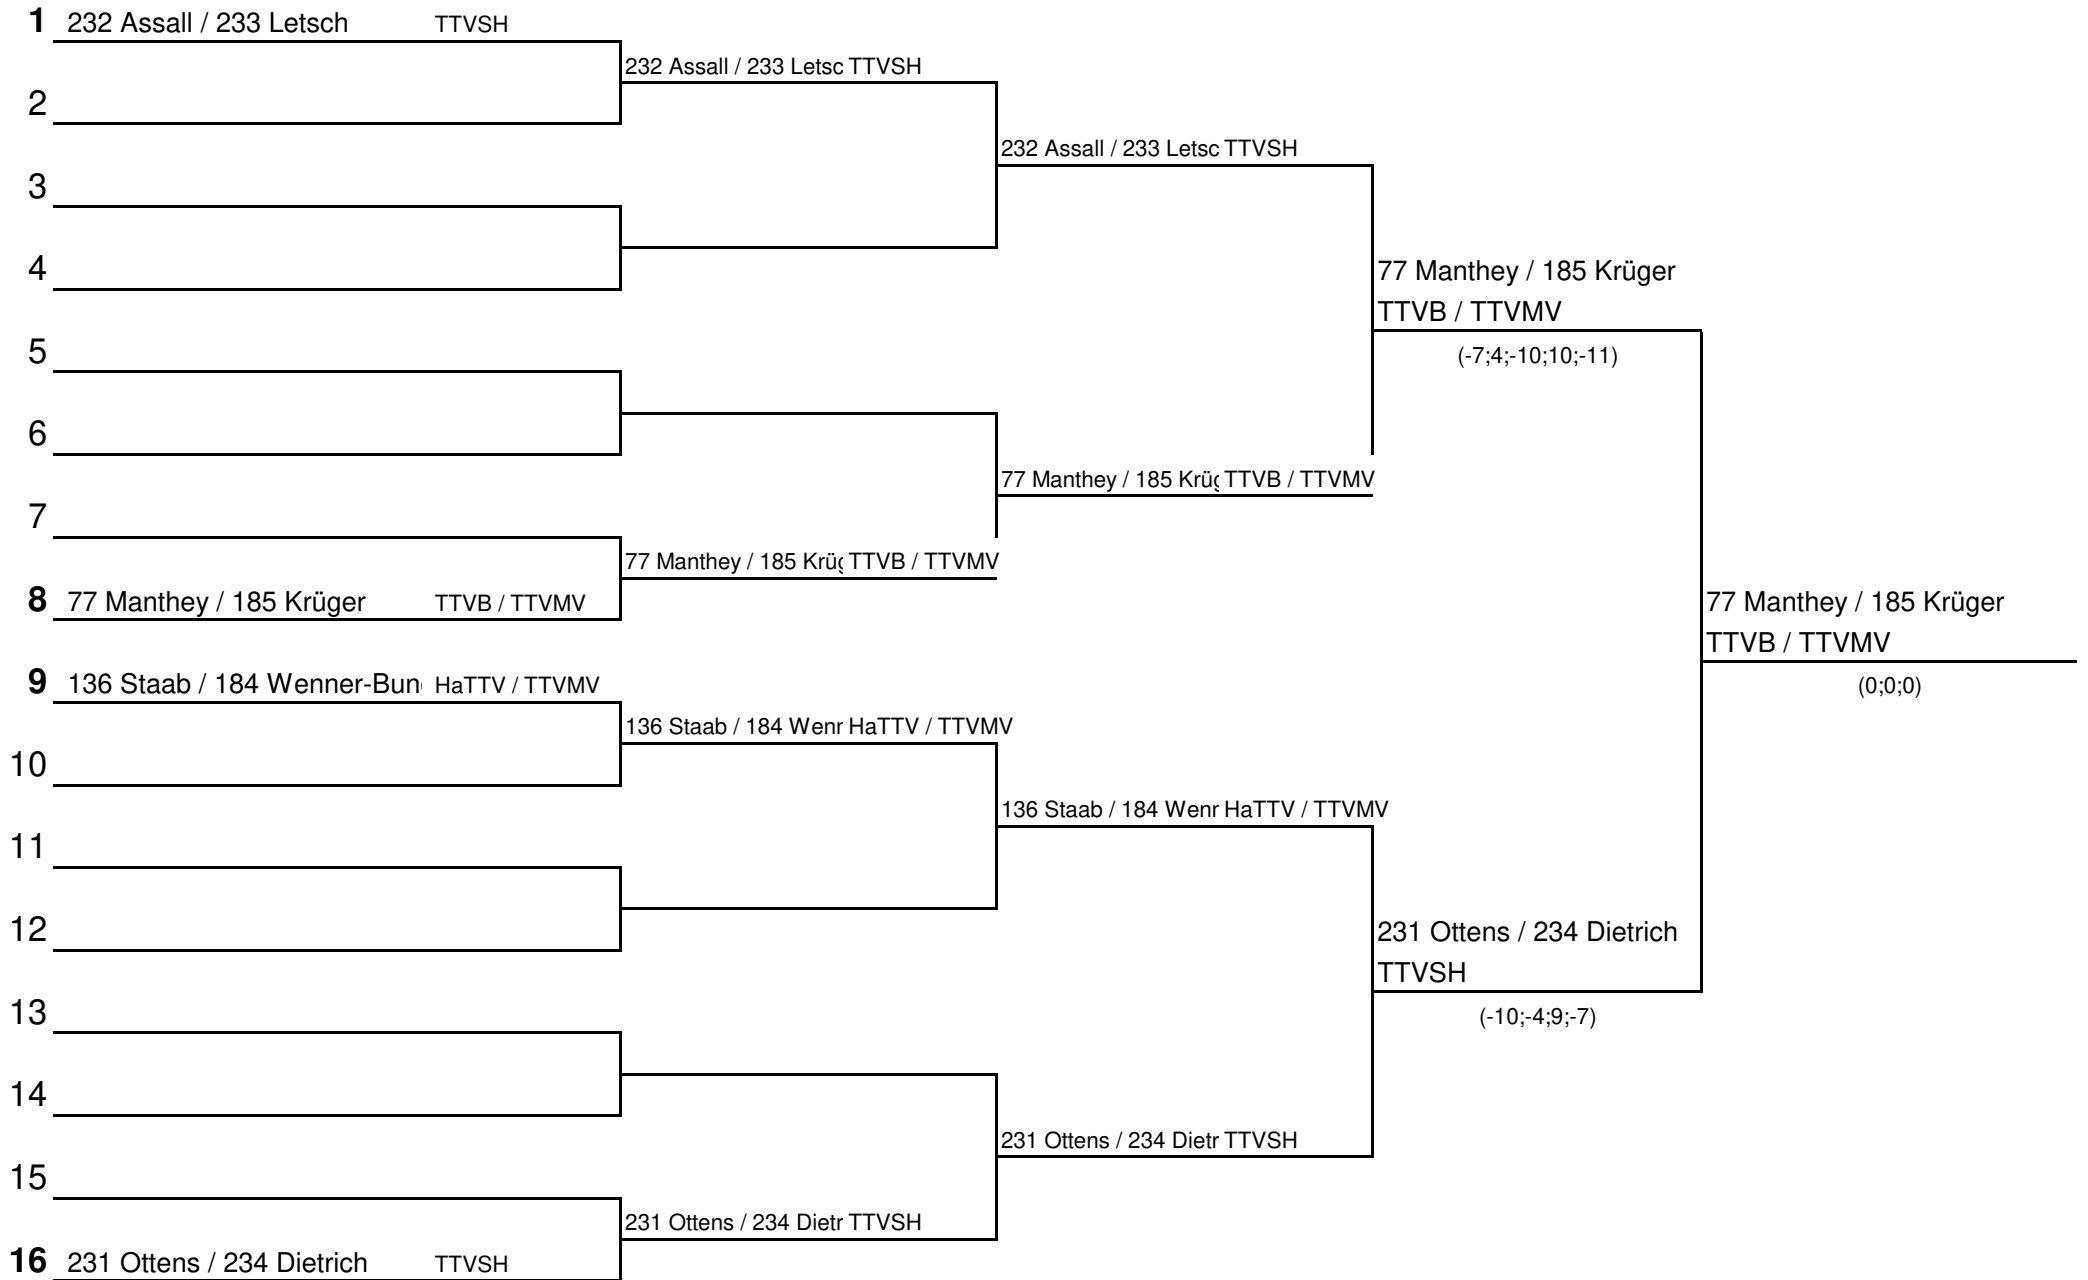 1 232 Assall / 233 Letsch TTVSH
232 Assall / 233 Letsc TTVSH
2
232 Assall / 233 Letsc TTVSH
3
4
77 Manthey / 185 Krüger
TTVB / TTVMV
5
(-7;4;-10;10;-11)
6
77 Manthey / 185 Krüg TTVB / TTVMV
7
77 Manthey / 185 Krüg TTVB / TTVMV
8 77 Manthey / 185 Krüger TTVB / TTVMV
77 Manthey / 185 Krüger
TTVB / TTVMV
9 136 Staab / 184 Wenner-Bung HaTTV / TTVMV
(0;0;0)
136 Staab / 184 Wenr HaTTV / TTVMV
10
136 Staab / 184 Wenr HaTTV / TTVMV
11
12
231 Ottens / 234 Dietrich
TTVSH
13
(-10;-4;9;-7)
14
231 Ottens / 234 Dietr TTVSH
15
231 Ottens / 234 Dietr TTVSH
16 231 Ottens / 234 Dietrich TTVSH